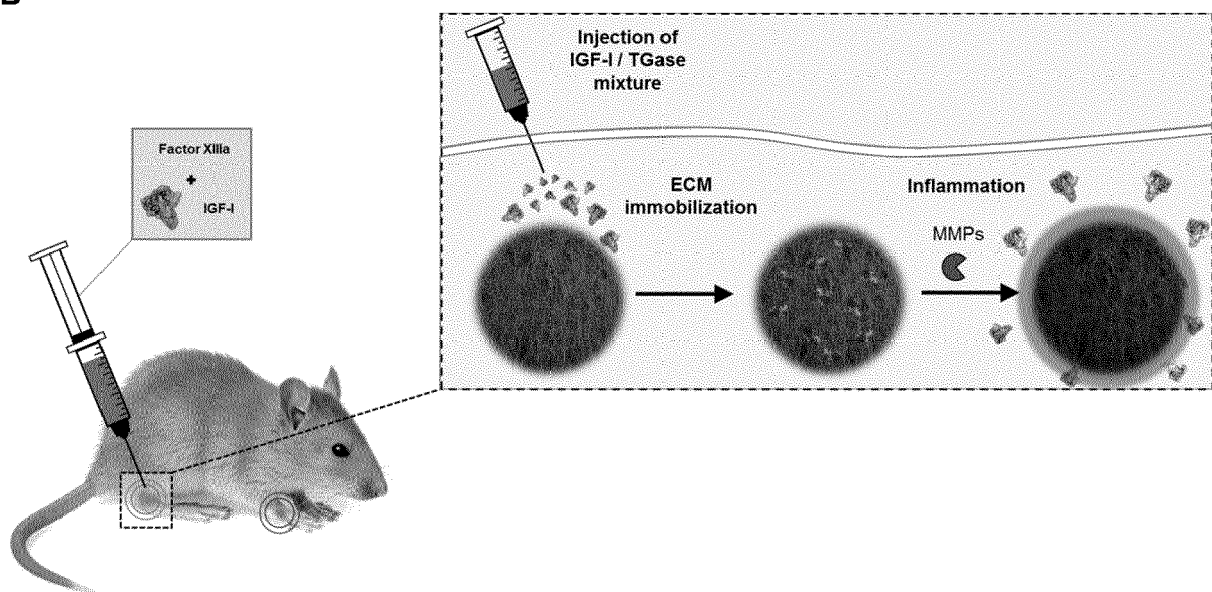 Injection of
IGF-I / TGase
mixture
Factor XIIIa
+
IGF-I
ECM
immobilization
Inflammation
MMPs